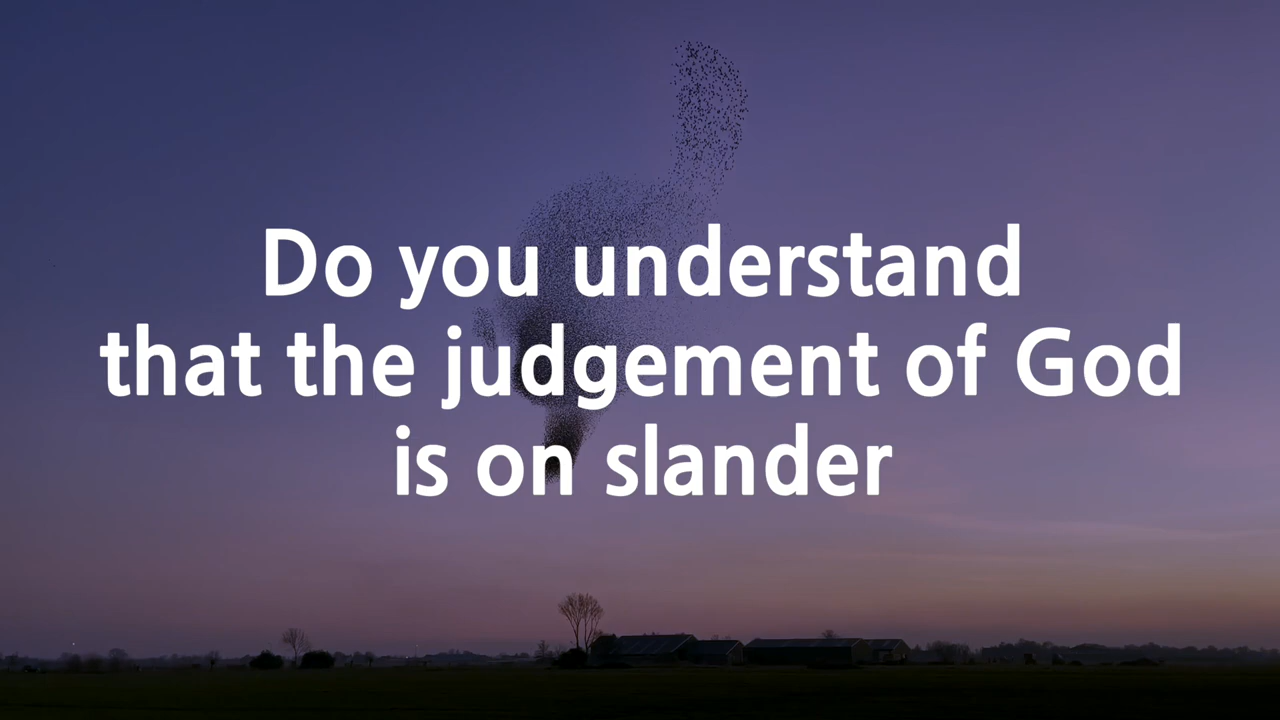 Do you understand
that the judgement of God
is on slander